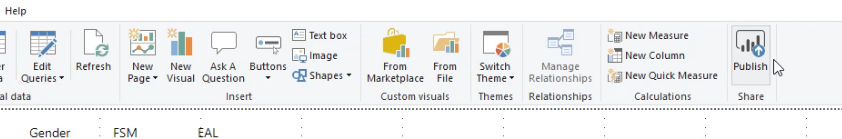 Help
Edit
Queries
Refresh
New
Page
New
Visual
Ask A
Question
Buttons
Text box
Image
Shapes
From
Marketplace
From
File
Switch
Theme
Manage
Relationships
New Measure
New Column
New Quick Measure
Publish
al data
Insert
Custom visuals
Themes
Relationships
Calculations
Share
Gender
FSM
EAL